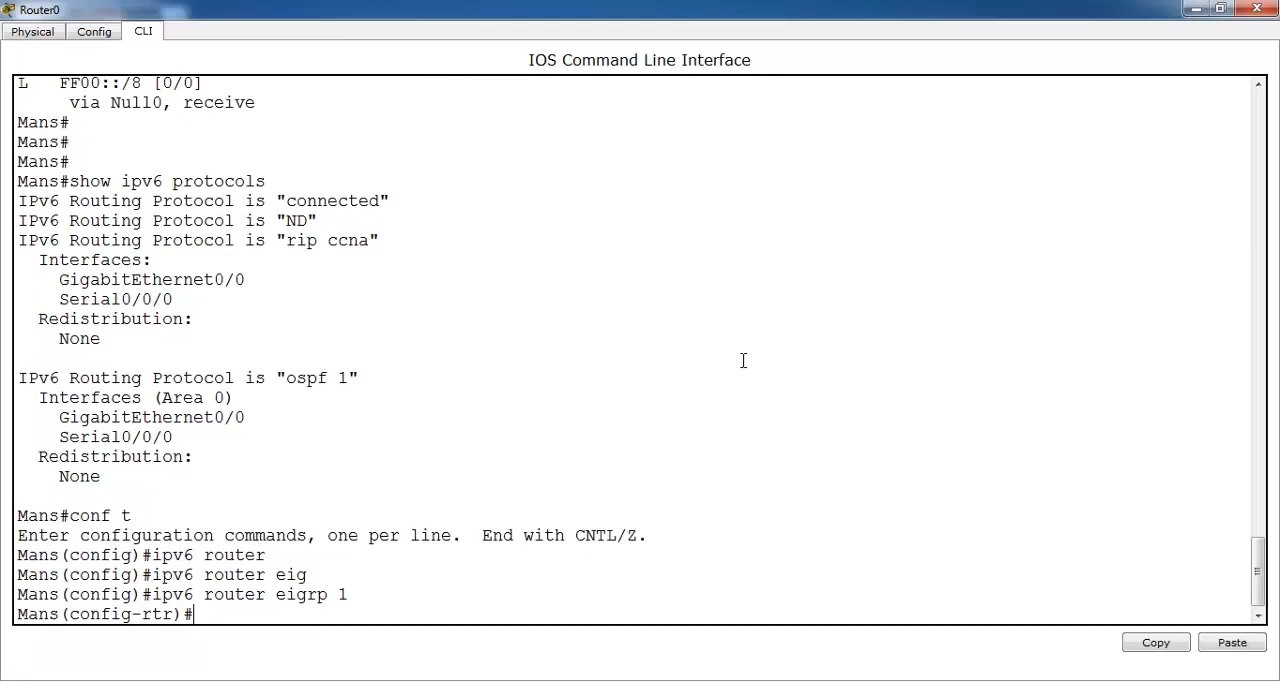 Router0
Physical
Config
CLI
IOS Command Line Interface
L   FF00::/8 [0/0]
     via Null0, receive
Mans#
Mans#
Mans#
Mans#show ipv6 protocols
IPv6 Routing Protocol is "connected"
IPv6 Routing Protocol is "ND"
IPv6 Routing Protocol is "rip ccna"
  Interfaces:
    GigabitEthernet0/0
    Serial0/0/0
  Redistribution:
    None
IPv6 Routing Protocol is "ospf 1"
  Interfaces (Area 0)
    GigabitEthernet0/0
    Serial0/0/0
  Redistribution:
    None
Mans#conf t
Enter configuration commands, one per line.  End with CNTL/Z.
Mans(config)#ipv6 router
Mans(config)#ipv6 router eig
Mans(config)#ipv6 router eigrp 1
Mans(config-rtr)#
Copy
Paste